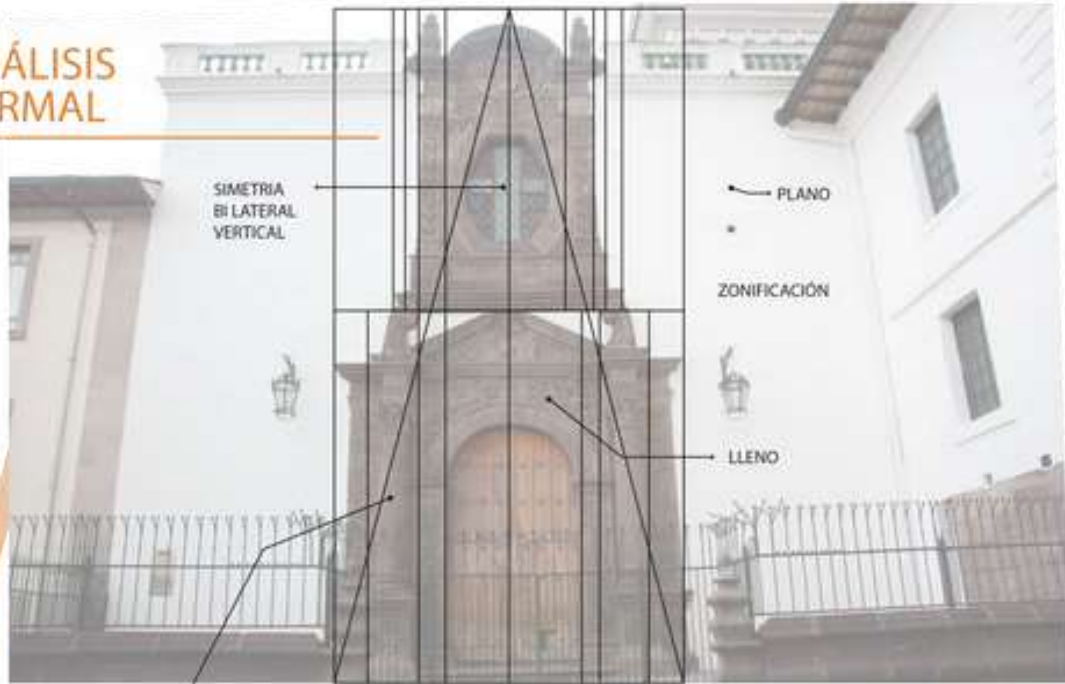 ÁLISIS
RMAL
SIMETRIA
BI LATERAL
VERTICAL
PLANO
ZONIFICACIÓN
LLENO